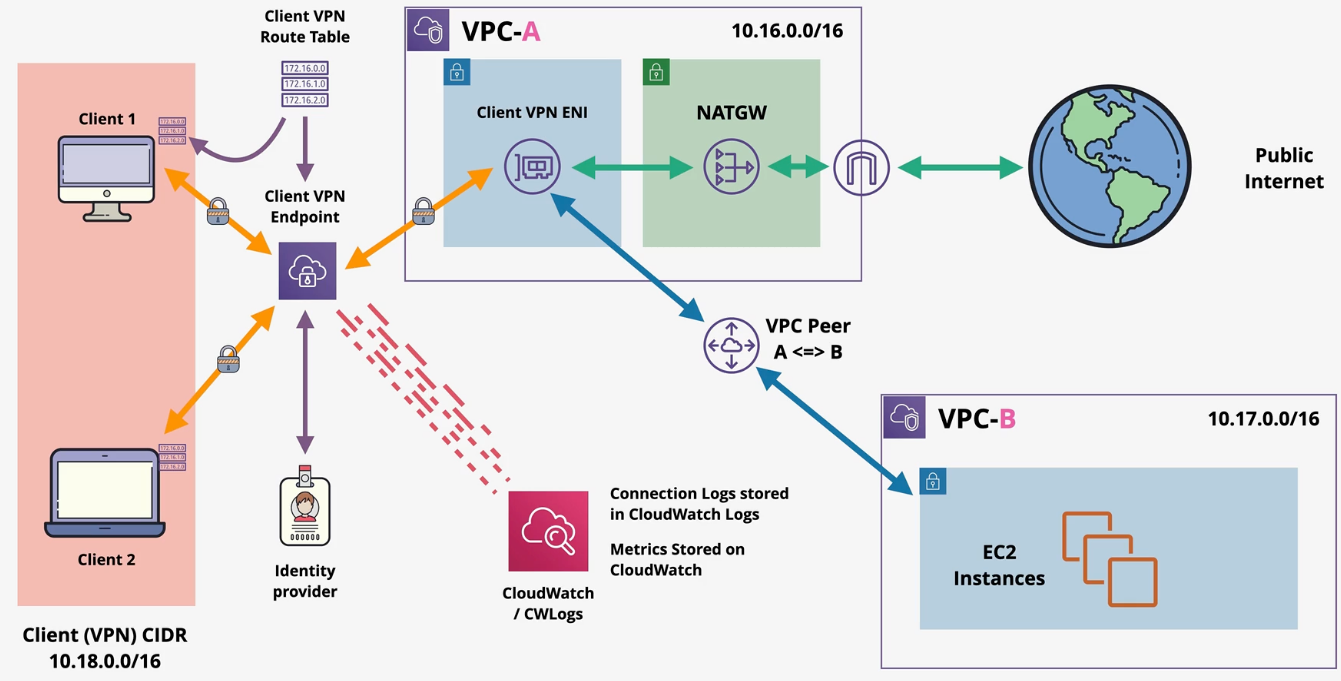 Client VPN
Route Table
172.16.0.0
172.16.1.0
172.16.2.0
VPC-A
10.16.0.0/16
Client 1
172.16.0.0
172.16.1.0
172.16.2.0
Client VPN ENI
NATGW
Public
Internet
Client VPN
Endpoint
VPC Peer
A <=> B
VPC-B
10.17.0.0/16
172.16.0.0
172.16.1.0
172.16.2.0
Client 2
Identity
provider
Connection Logs stored
in CloudWatch Logs
Metrics Stored on
CloudWatch
CloudWatch
/ CWLogs
EC2
Instances
Client (VPN) CIDR
10.18.0.0/16